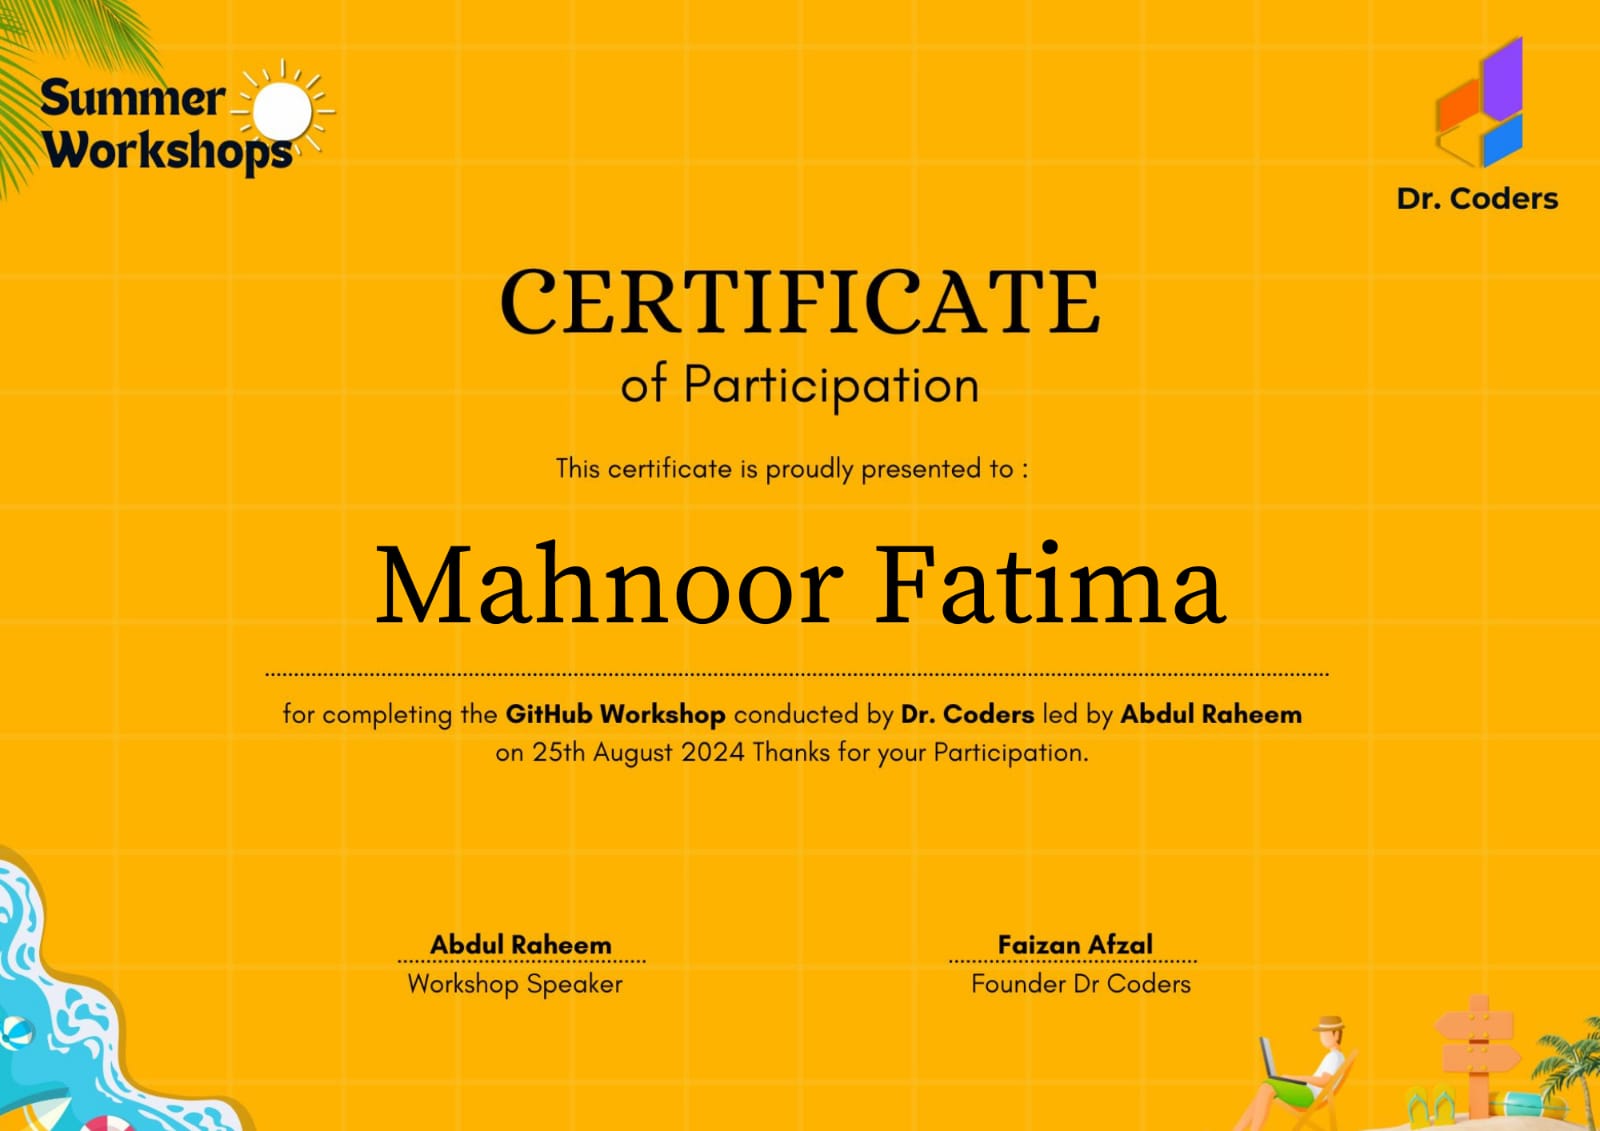 Summer
Workshops
Dr. Coders
CERTIFICATE
of Participation
This certificate is proudly presented to :
Mahnoor Fatima
for completing the GitHub Workshop conducted by Dr. Coders led by Abdul Raheem
on 25th August 2024 Thanks for your Participation.
Abdul Raheem
Workshop Speaker
Faizan Afzal
Founder Dr Coders